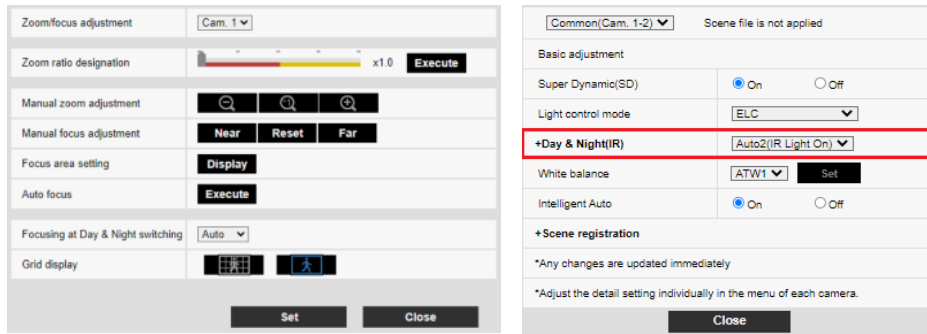 Zoom/focus adjustment Cam. 1
Zoom ratio designation x1.0 Execute
Manual zoom adjustment
Manual focus adjustment Near Reset Far
Focus area setting Display
Auto focus Execute
Focusing at Day & Night switching Auto
Grid display
Set Close
Common(Cam. 1-2) Scene file is not applied
Basic adjustment
Super Dynamic(SD) On Off
Light control mode ELC
+Day & Night(IR) Auto2(IR Light On)
White balance ATW1 Set
Intelligent Auto On Off
+Scene registration
*Any changes are updated immediately
*Adjust the detail setting individually in the menu of each camera.
Close